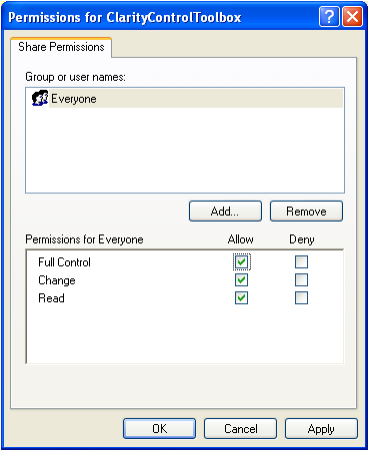 Permissions for ClarityControlToolbox
Share Permissions
Group or user names:
Everyone
Add... Remove
Permissions for Everyone Allow Deny
Full Control
Change
Read
OK Cancel Apply